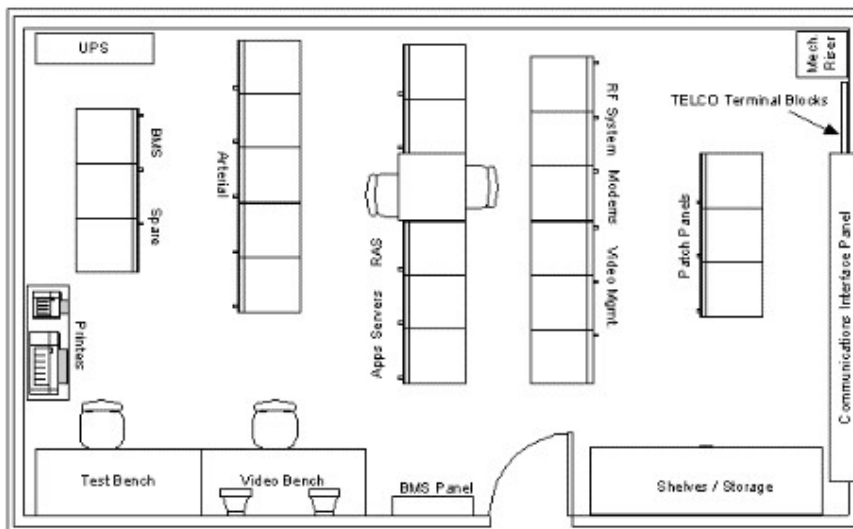 UPS
Mech.
Riser
TELCO Terminal Blocks
BMS
Spare
Arterial
RAS
Apps Servers
RF System
Modems
Video Mgmt.
Patch Panels
Communications Interface Panel
Printers
Test Bench
Video Bench
BMS Panel
Shelves / Storage